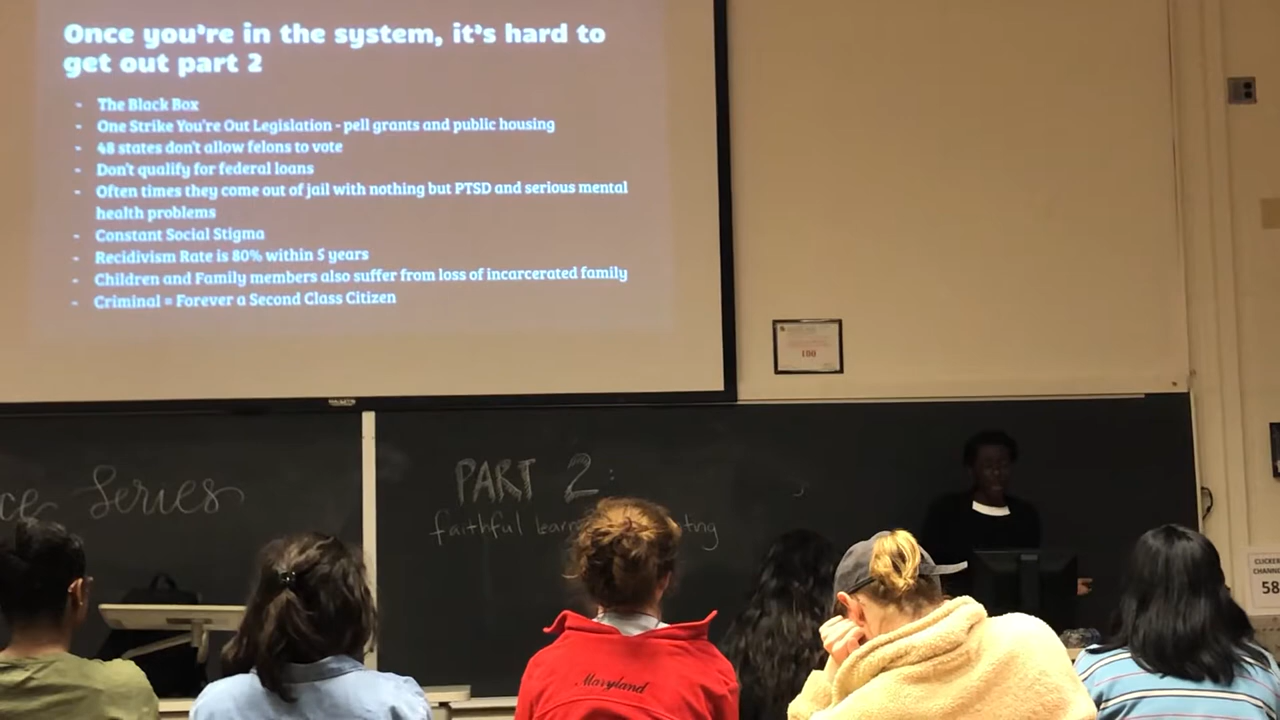 Once you're in the system, it's hard to
get out part 2
- The Black Box
- One Strike You're Out Legislation - pell grants and public housing
- 48 states don't allow felons to vote
- Don't qualify for federal loans
- Often times they come out of jail with nothing but PTSD and serious mental
health problems
- Constant Social Stigma
- Recidivism Rate is 80% within 5 years
- Children and Family members also suffer from loss of incarcerated family
- Criminal = Forever a Second Class Citizen
180
Series
PART 2:
faithful
Maryland
CLICKER
CHANNE
58